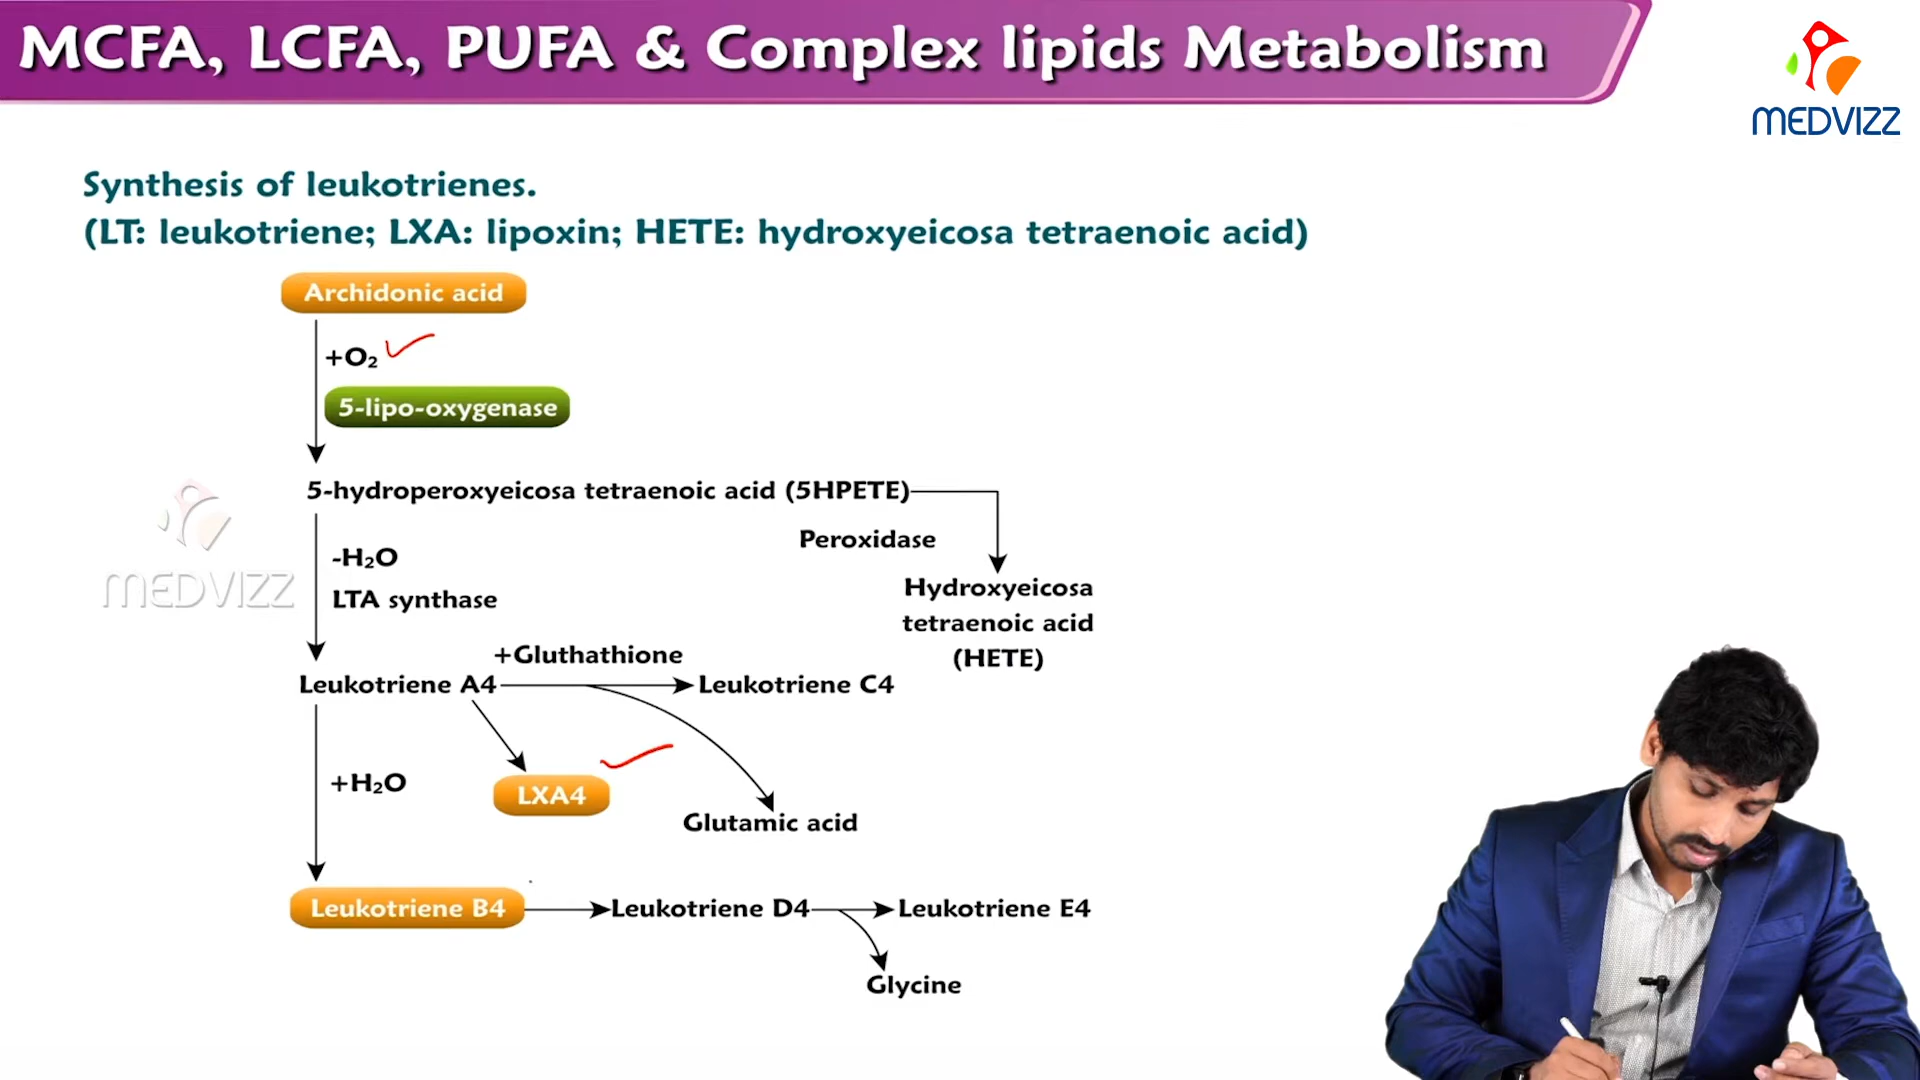 MCFA, LCFA, PUFA & Complex lipids Metabolism
MEDVIZZ
Synthesis of leukotrienes.
(LT: leukotriene; LXA: lipoxin; HETE: hydroxyeicosa tetraenoic acid)
Archidonic acid
+O₂
5-lipo-oxygenase
5-hydroperoxyeicosa tetraenoic acid (5HPETE)
Peroxidase
-H₂O
LTA synthase
MEDVIZZ
Hydroxyeicosa
tetraenoic acid
(HETE)
+Gluthathione
Leukotriene A4
Leukotriene C4
+H₂O
LXA4
Glutamic acid
Leukotriene B4
Leukotriene D4
Leukotriene E4
Glycine